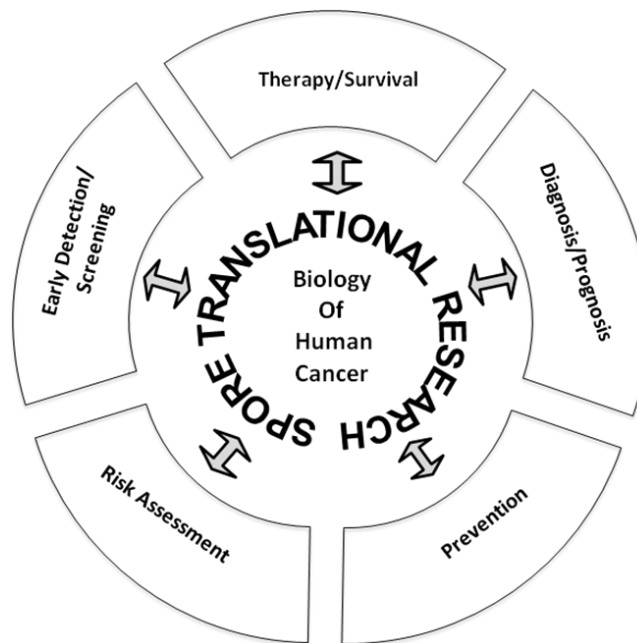 Therapy/Survival
Diagnosis/Prognosis
Prevention
Risk Assessment
Early Detection/
Screening
SPORE TRANSLATIONAL RESEARCH
Biology
Of
Human
Cancer